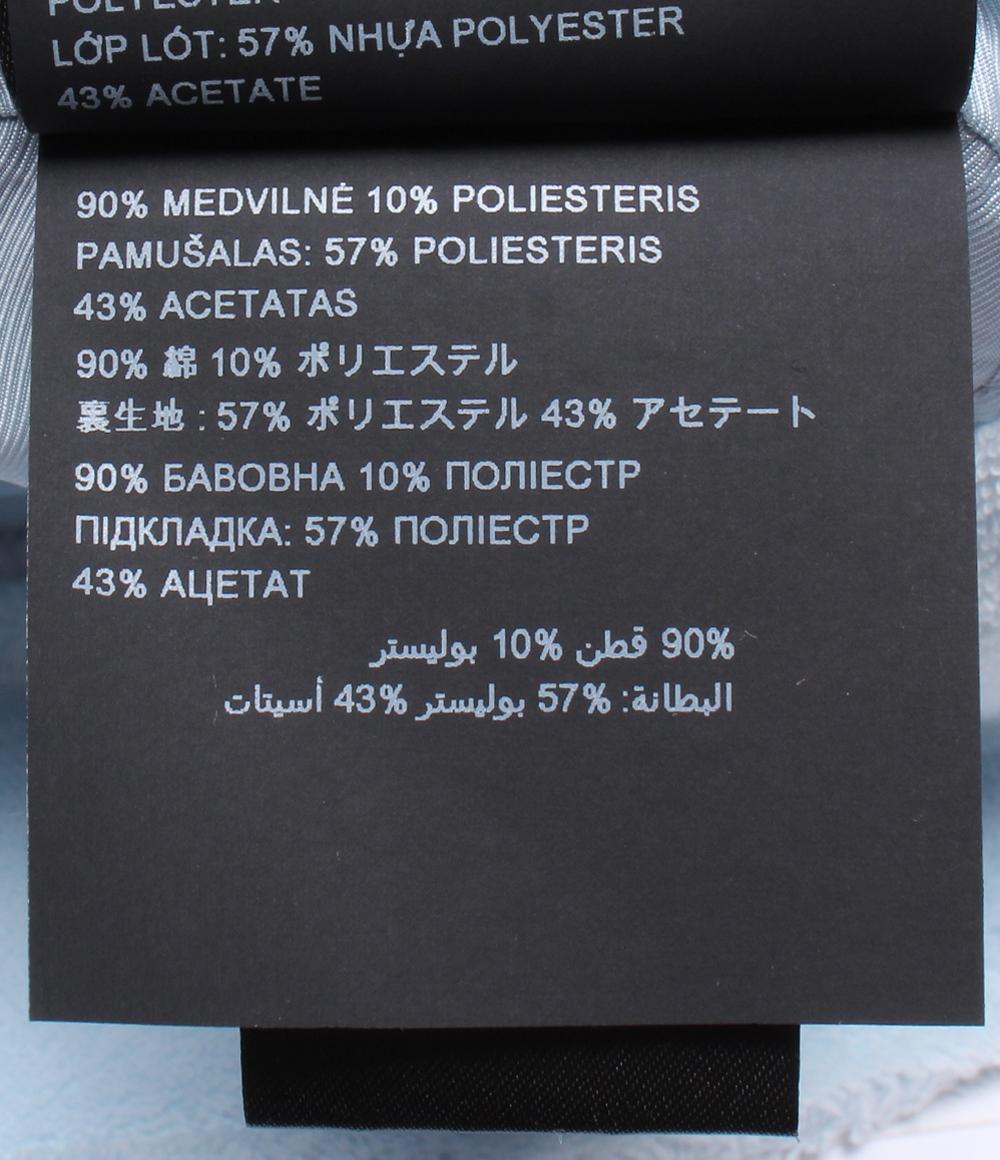 POLYESTER
LỚP LÓT: 57% NHỰA POLYESTER
43% ACETATE
90% MEDVILNĖ 10% POLIESTERIS
PAMUŠALAS: 57% POLIESTERIS
43% ACETATAS
90% 綿 10% ポリエステル
裏生地 : 57% ポリエステル 43% アセテート
90% БАВОВНА 10% ПОЛІЕСТР
ПІДКЛАДКА: 57% ПОЛІЕСТР
43% АЦЕТАТ
90% قطن 10% بوليستر
البطانة: 57% بوليستر 43% أسيتات